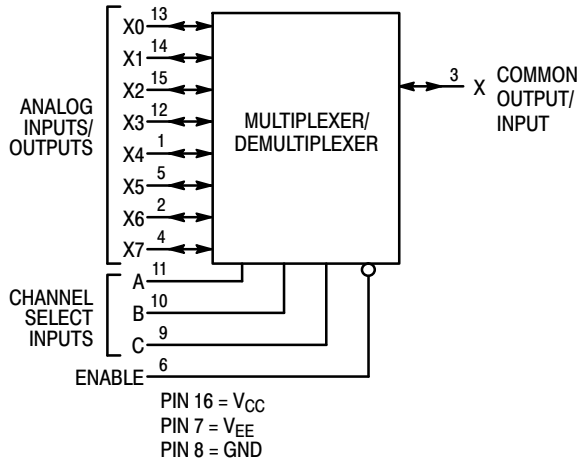 ANALOG
INPUTS/
OUTPUTS
X0 13
X1 14
X2 15
X3 12
X4 1
X5 5
X6 2
X7 4
MULTIPLEXER/
DEMULTIPLEXER
3 X COMMON
OUTPUT/
INPUT
CHANNEL
SELECT
INPUTS
A 11
B 10
C 9
ENABLE 6
PIN 16 = VCC
PIN 7 = VEE
PIN 8 = GND